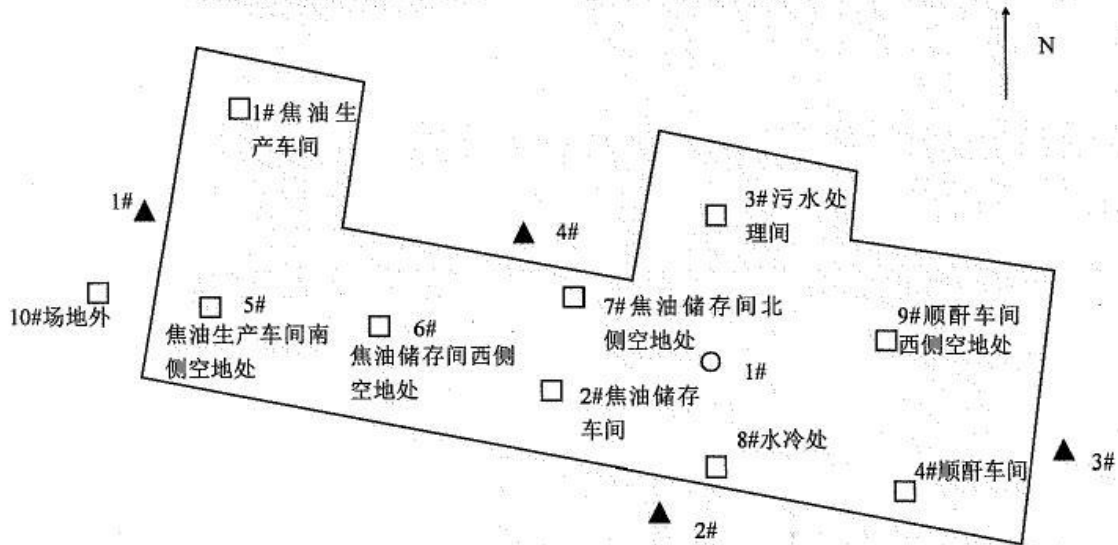 N
1#焦油生
产车间
1#
4#
3#污水处
理间
10#场地外
5#
焦油生产车间南
侧空地处
6#
焦油储存间西侧
空地处
7#焦油储存间北
侧空地处
9#顺酐车间
西侧空地处
1#
2#焦油储存
车间
8#水冷处
4#顺酐车间
3#
2#